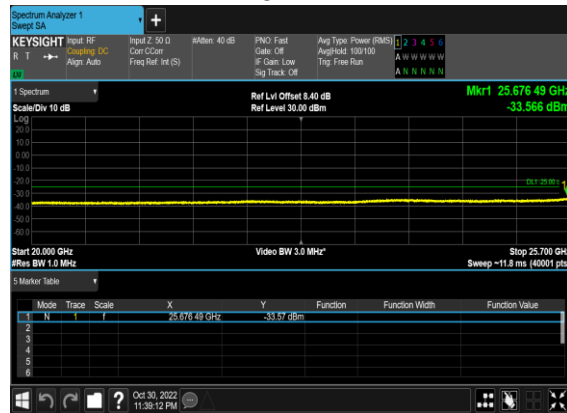 Spectrum Analyzer 1
Swept SA
+
KEYSIGHT Input: RF Input Z: 50 Ω #Atten: 40 dB PNO: Fast Avg Type: Power (RMS) 1 2 3 4 5 6
R T Coupling: DC Corr CCorr Gate: Off Avg|Hold: 100/100 A W W W W W
Align: Auto Freq Ref: Int (S) IF Gain: Low Trig: Free Run
LW Sig Track: Off A N N N N N
1 Spectrum Ref Lvl Offset 8.40 dB Mkr1 25.676 49 GHz
Scale/Div 10 dB Ref Level 30.00 dBm -33.566 dBm
Log
20.0
10.0
0.00
-10.0
-20.0
DL1 -25.00 1
-30.0
-40.0
-50.0
-60.0
Start 20.000 GHz Video BW 3.0 MHz* Stop 25.700 GHz
#Res BW 1.0 MHz Sweep ~11.8 ms (40001 pts
5 Marker Table
Mode Trace Scale X Y Function Function Width Function Value
1 N 1 f 25.676 49 GHz -33.57 dBm
2
3
4
5
6
? Oct 30, 2022
11:39:12 PM